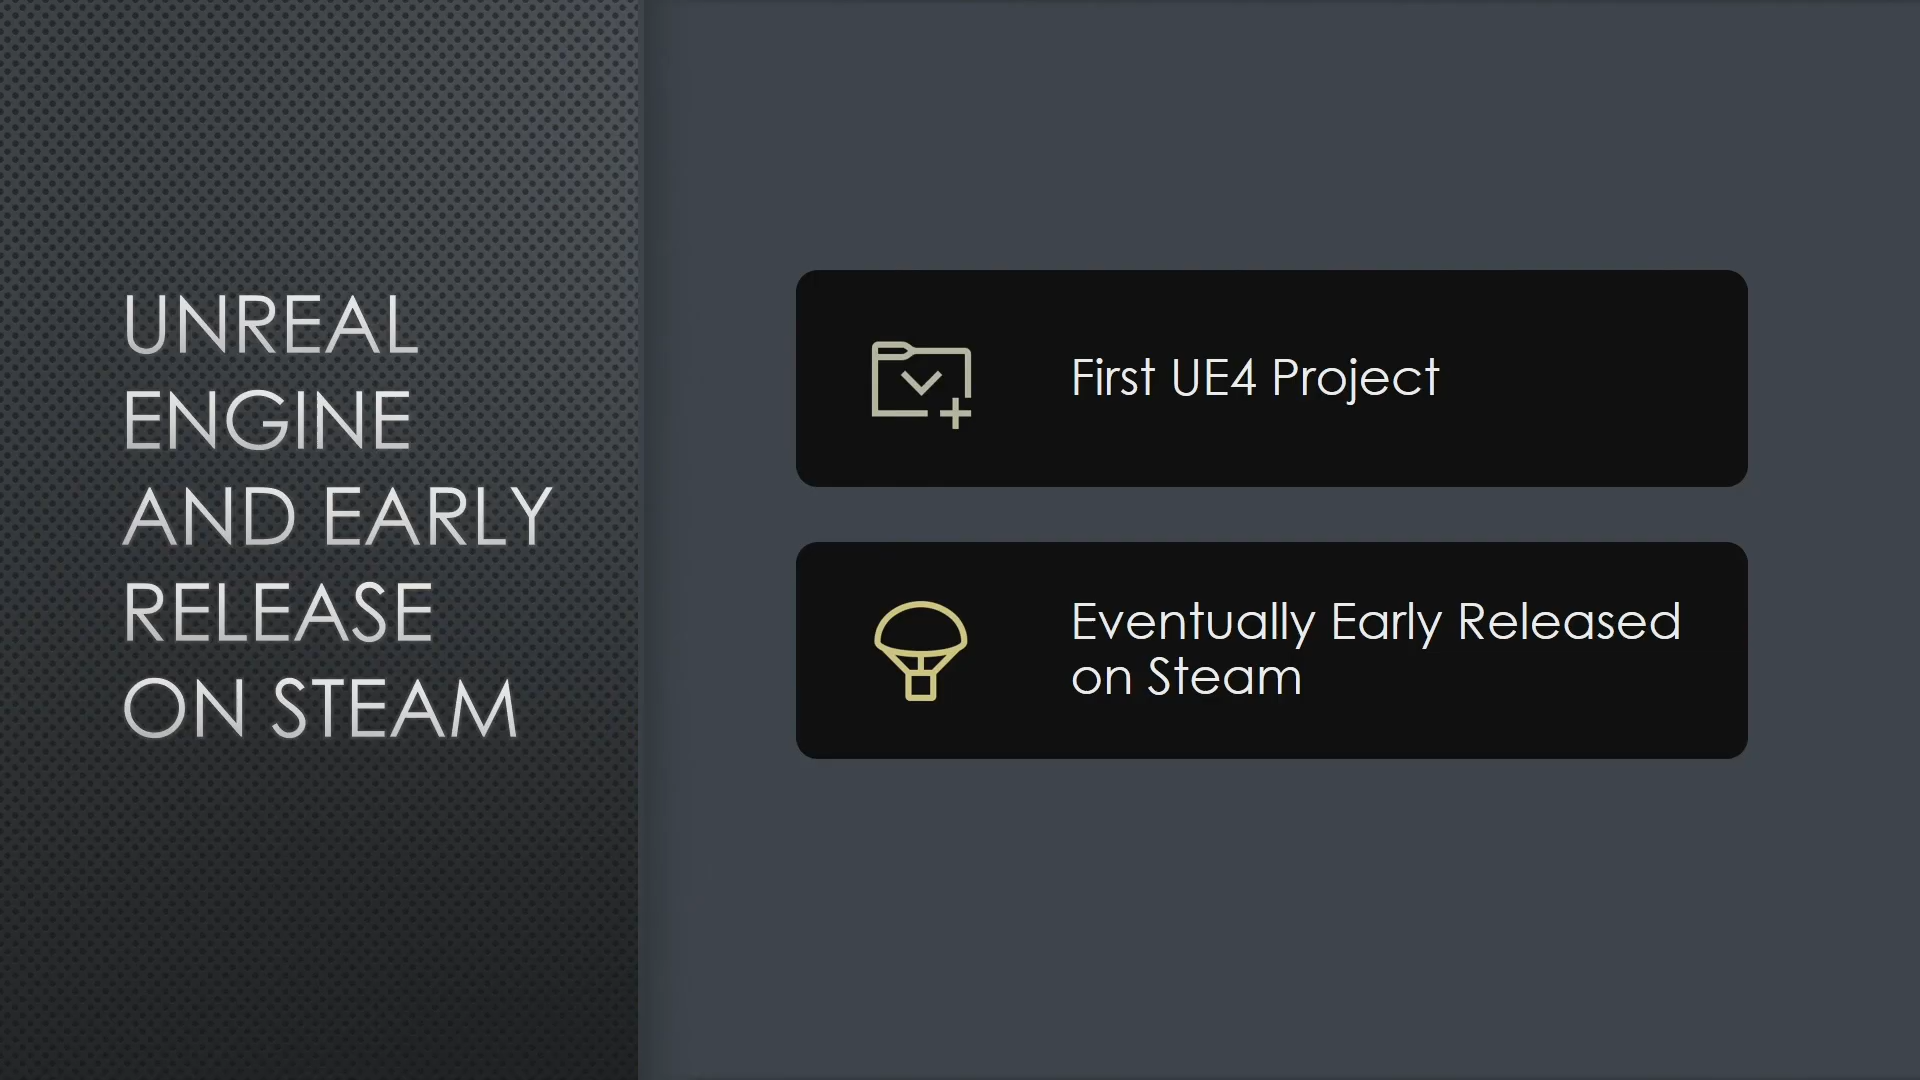 UNREAL
ENGINE
AND EARLY
RELEASE
ON STEAM
First UE4 Project
Eventually Early Released
on Steam